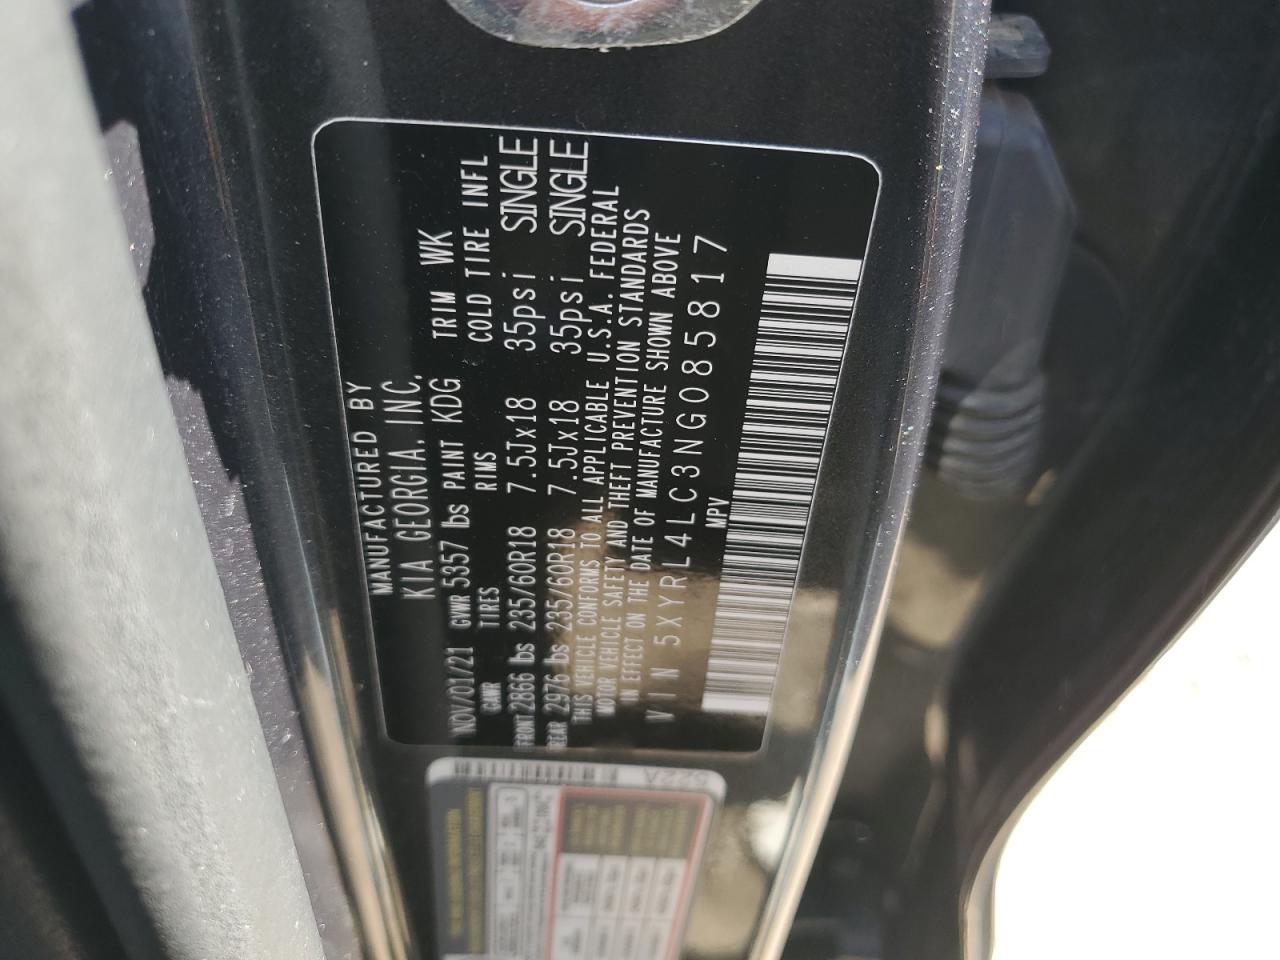 MANUFACTURED BY
KIA GEORGIA, INC.
NOV/01/21 GVWR 5357 lbs PAINT KDG TRIM WK
GAWR TIRES RIMS COLD TIRE INFL
FRONT 2866 lbs 235/60R18 7.5Jx18 35psi SINGLE
REAR 2976 lbs 235/60R18 7.5Jx18 35psi SINGLE
THIS VEHICLE CONFORMS TO ALL APPLICABLE U.S.A. FEDERAL
MOTOR VEHICLE SAFETY AND THEFT PREVENTION STANDARDS
IN EFFECT ON THE DATE OF MANUFACTURE SHOWN ABOVE
VIN 5XYRL4LC3NG085817
MPV
522A